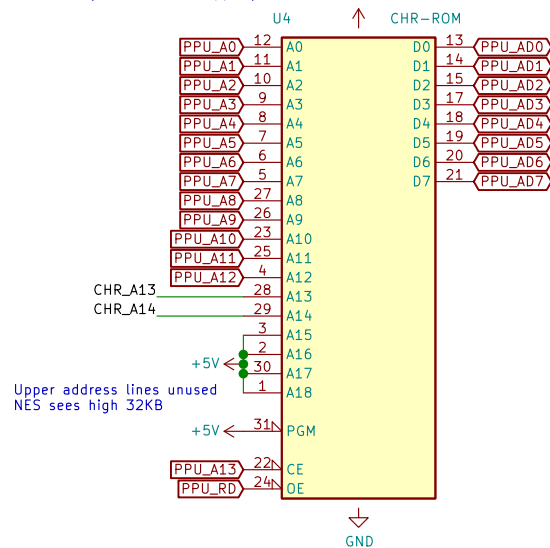 U4 CHR-ROM
PPU_A0 12 A0 D0 13 PPU_AD0
PPU_A1 11 A1 D1 14 PPU_AD1
PPU_A2 10 A2 D2 15 PPU_AD2
PPU_A3 9 A3 D3 17 PPU_AD3
PPU_A4 8 A4 D4 18 PPU_AD4
PPU_A5 7 A5 D5 19 PPU_AD5
PPU_A6 6 A6 D6 20 PPU_AD6
PPU_A7 5 A7 D7 21 PPU_AD7
PPU_A8 27 A8
PPU_A9 26 A9
PPU_A10 23 A10
PPU_A11 25 A11
PPU_A12 4 A12
CHR_A13 28 A13
CHR_A14 29 A14
3 A15
2 A16
+5V 30 A17
1 A18
Upper address lines unused
NES sees high 32KB
+5V 31 PGM
PPU_A13 22 CE
PPU_RD 24 OE
GND